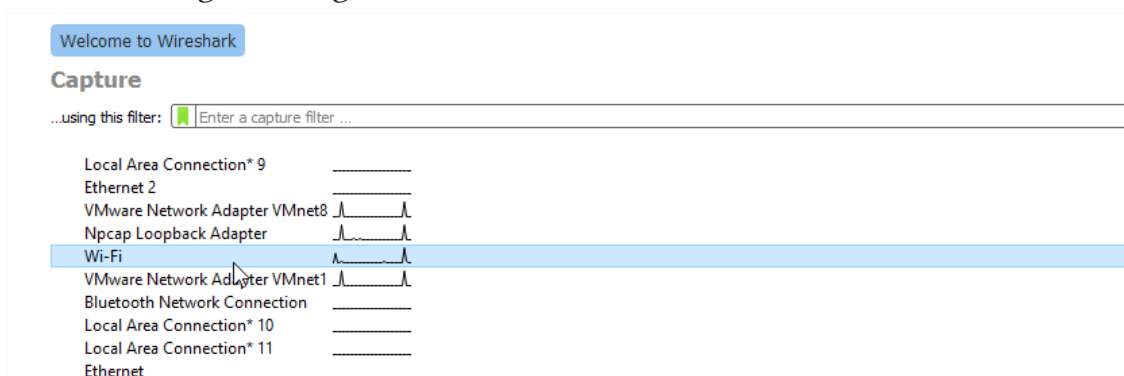 Welcome to Wireshark
Capture
...using this filter: Enter a capture filter ...
Local Area Connection* 9
Ethernet 2
VMware Network Adapter VMnet8
Npcap Loopback Adapter
Wi-Fi
VMware Network Adapter VMnet1
Bluetooth Network Connection
Local Area Connection* 10
Local Area Connection* 11
Ethernet